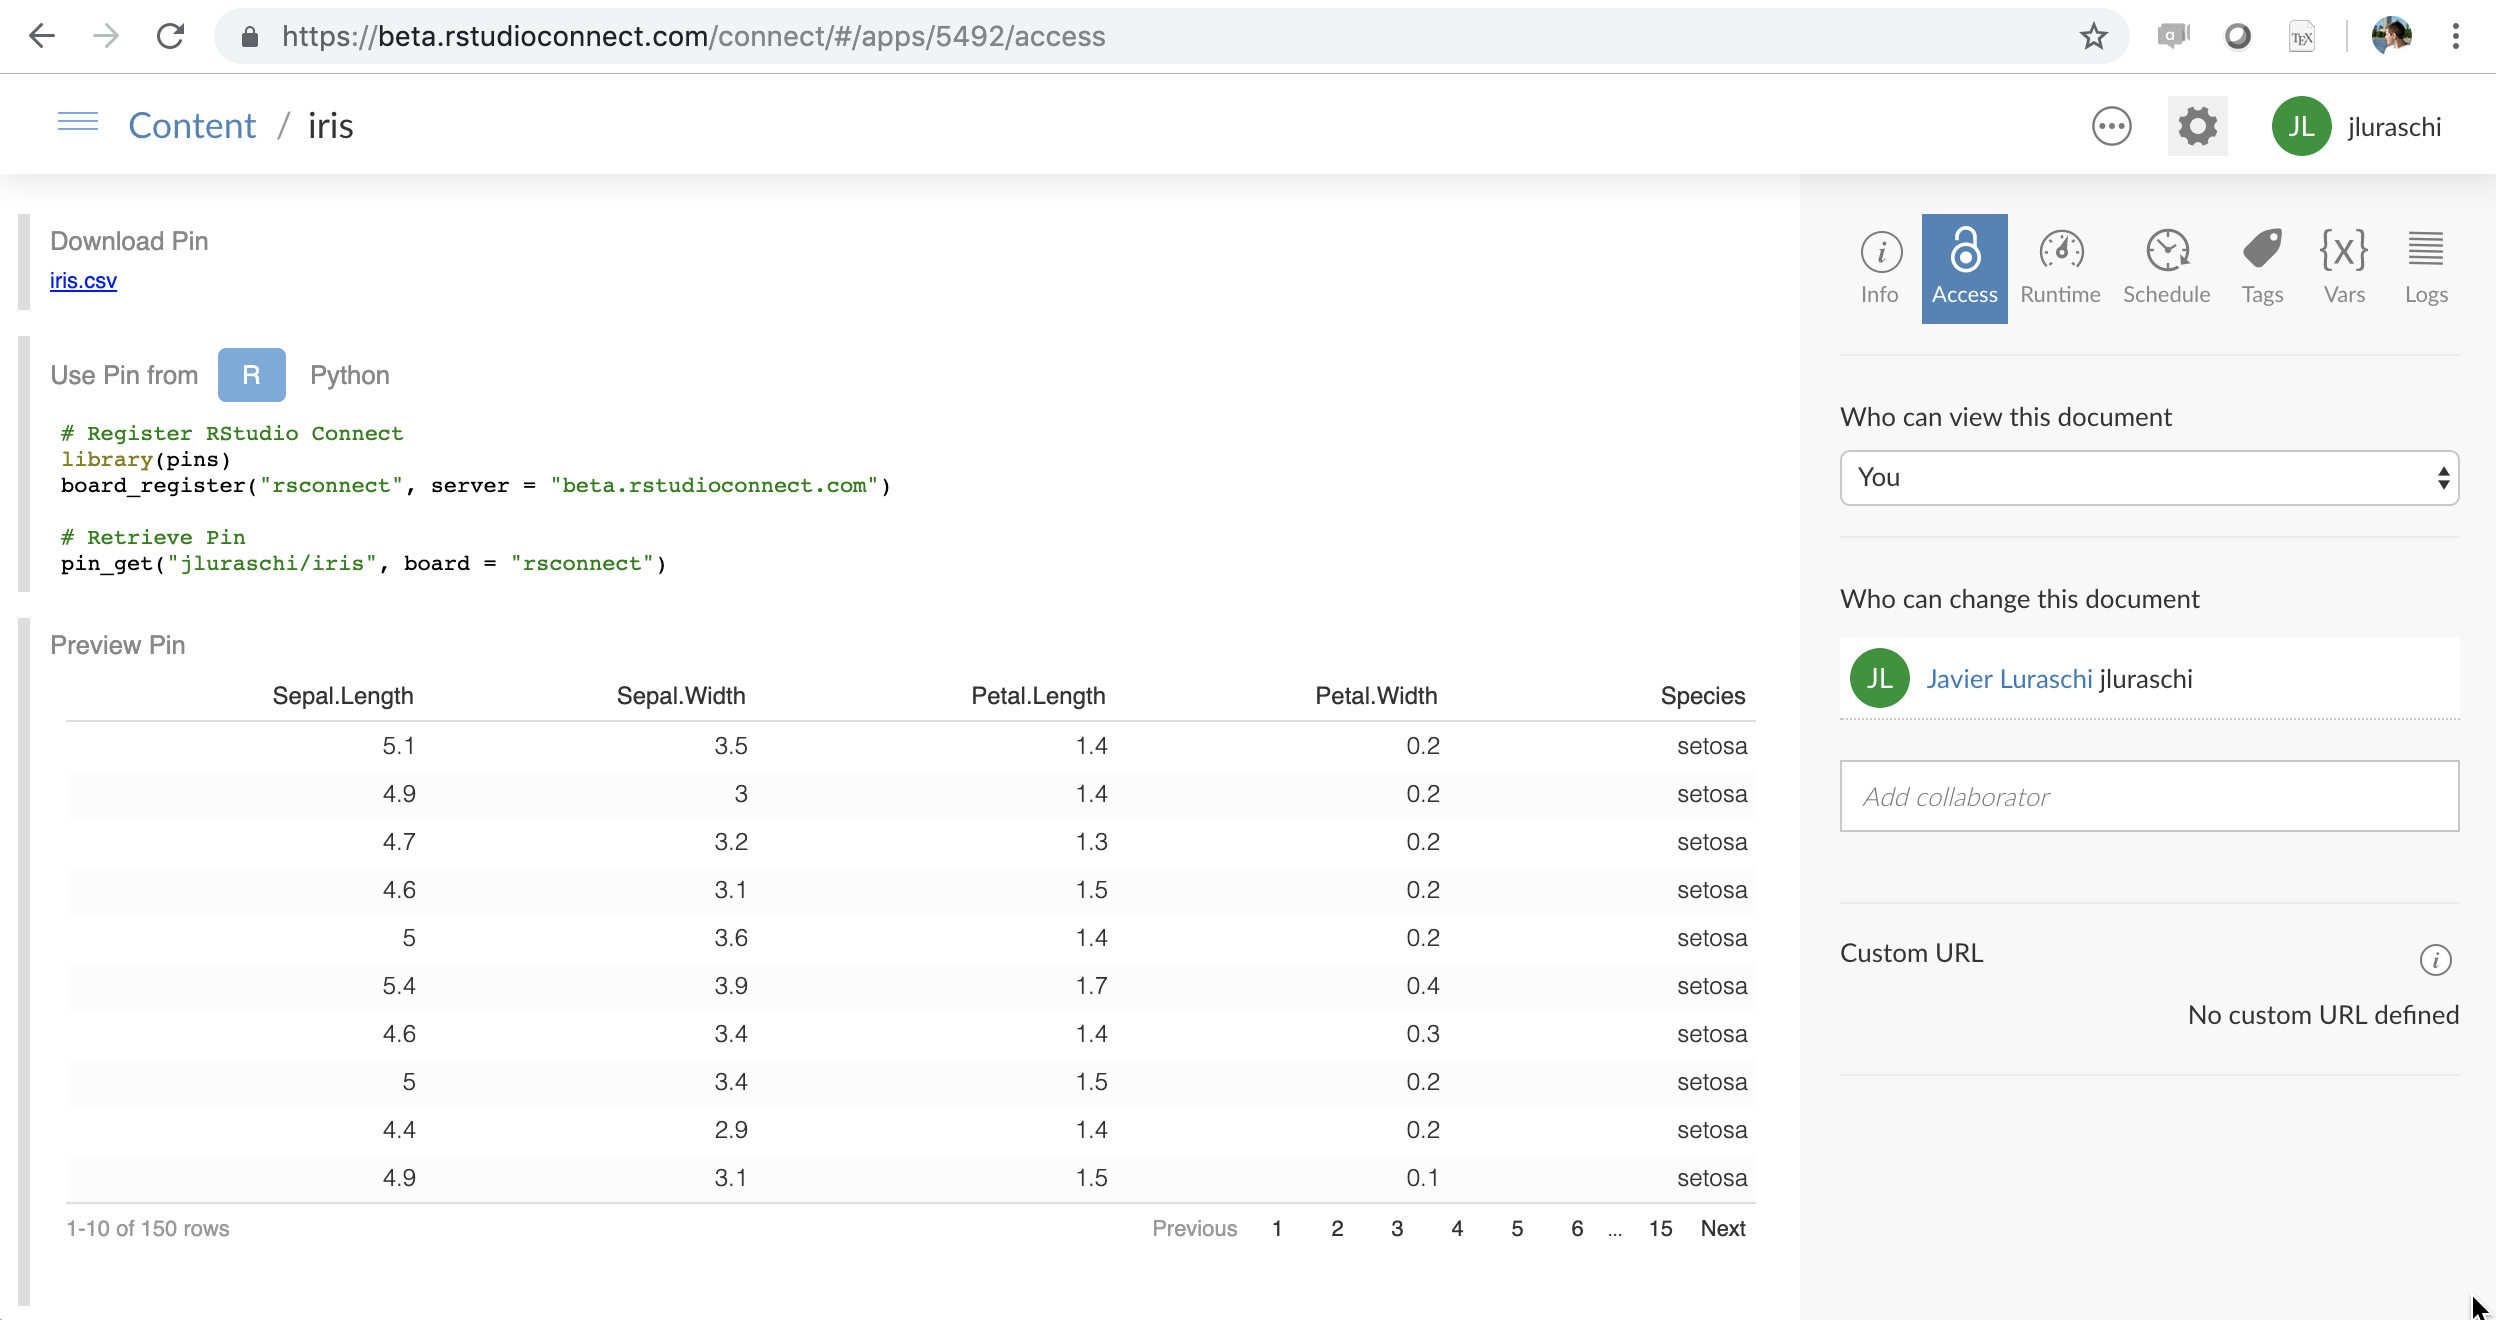 https://beta.rstudioconnect.com/connect/#/apps/5492/access
Content / iris
JL jluraschi
Download Pin
iris.csv
Use Pin from R Python
# Register RStudio Connect
library(pins)
board_register("rsconnect", server = "beta.rstudioconnect.com")
# Retrieve Pin
pin_get("jluraschi/iris", board = "rsconnect")
Preview Pin
Sepal.Length Sepal.Width Petal.Length Petal.Width Species
5.1 3.5 1.4 0.2 setosa
4.9 3 1.4 0.2 setosa
4.7 3.2 1.3 0.2 setosa
4.6 3.1 1.5 0.2 setosa
5 3.6 1.4 0.2 setosa
5.4 3.9 1.7 0.4 setosa
4.6 3.4 1.4 0.3 setosa
5 3.4 1.5 0.2 setosa
4.4 2.9 1.4 0.2 setosa
4.9 3.1 1.5 0.1 setosa
1-10 of 150 rows Previous 1 2 3 4 5 6 ... 15 Next
Info Access Runtime Schedule Tags {x} Vars Logs
Who can view this document
You
Who can change this document
JL Javier Luraschi jluraschi
Add collaborator
Custom URL i
No custom URL defined